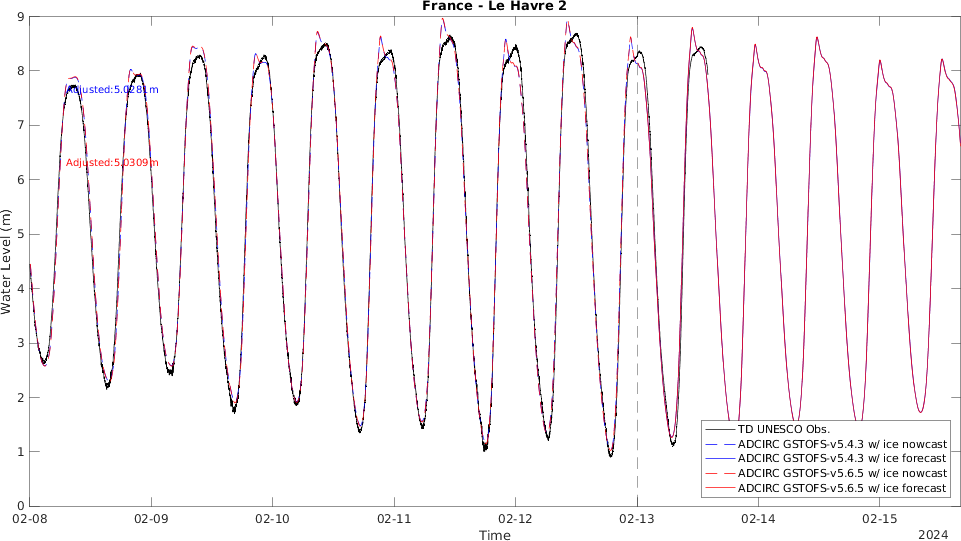 France - Le Havre 2
9
8
7
6
5
4
3
2
1
0
Water Level (m)
Adjusted:5.0281m
Adjusted:5.0309m
TD UNESCO Obs.
ADCIRC GSTOFS-v5.4.3 w/ ice nowcast
ADCIRC GSTOFS-v5.4.3 w/ ice forecast
ADCIRC GSTOFS-v5.6.5 w/ ice nowcast
ADCIRC GSTOFS-v5.6.5 w/ ice forecast
02-08 02-09 02-10 02-11 02-12 02-13 02-14 02-15
Time
2024